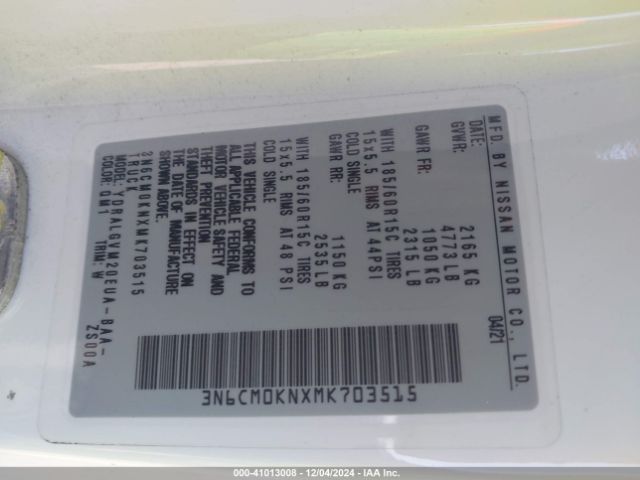 MFD. BY NISSAN MOTOR CO., LTD.
DATE: 04/21
GVWR: 2165 KG
4773 LB
GAWR FR: 1050 KG
2315 LB
WITH 185/60R15C TIRES
15x5.5 RIMS AT 44PSI
COLD SINGLE
GAWR RR: 1150 KG
2535 LB
WITH 185/60R15C TIRES
15x5.5 RIMS AT 48 PSI
COLD SINGLE
THIS VEHICLE CONFORMS TO
ALL APPLICABLE FEDERAL
MOTOR VEHICLE SAFETY AND
THEFT PREVENTION
STANDARDS IN EFFECT ON
THE DATE OF MANUFACTURE
SHOWN ABOVE.
3N6CM0KNXMK703515
TRUCK
MODEL: YDRALGVM20EUA-BAA-
ZS00A
COLOR: QM1 TRIM: W
3N6CM0KNXMK703515
000-41013008 - 12/04/2024 - IAA Inc.